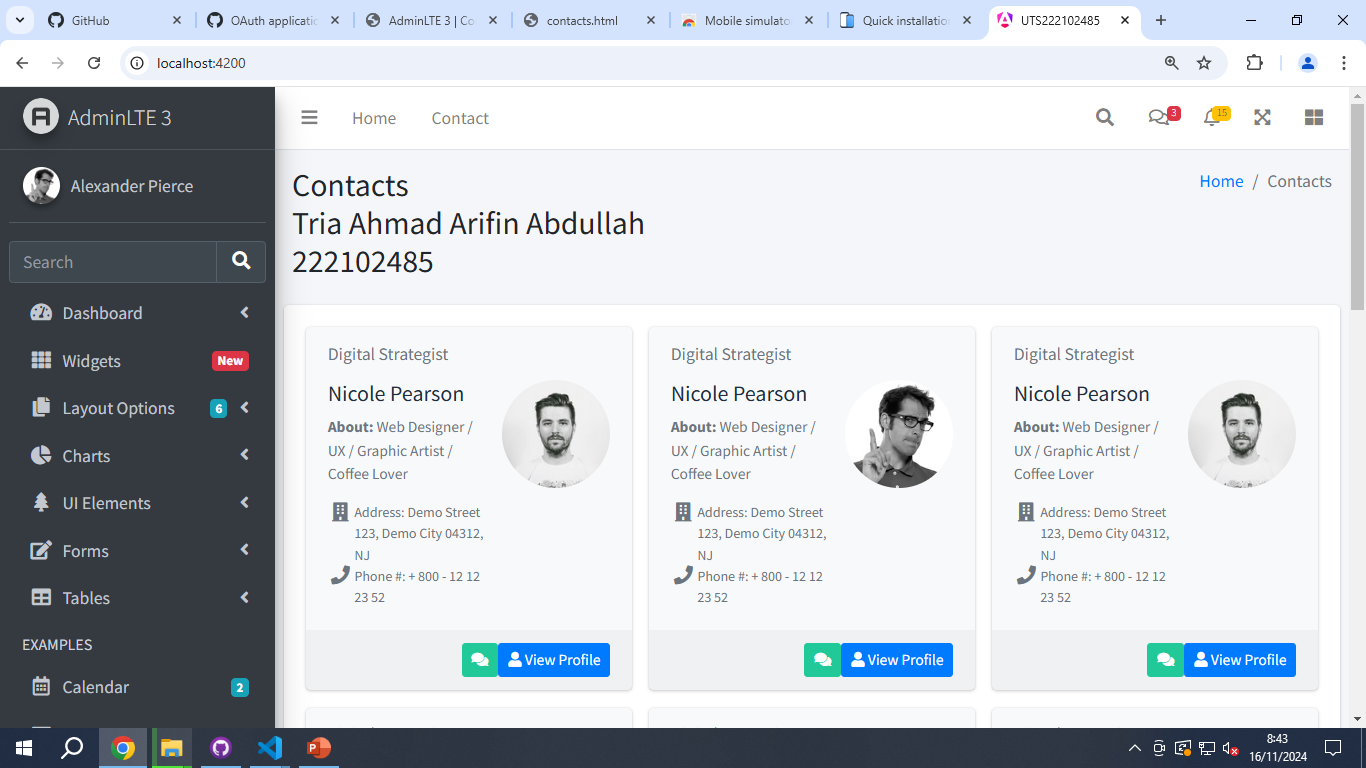 GitHub
OAuth applicatio
AdminLTE 3 | Co
contacts.html
Mobile simulato
Quick installatio
UTS222102485
localhost:4200
AdminLTE 3
Home
Contact
3
15
Alexander Pierce
Contacts
Tria Ahmad Arifin Abdullah
222102485
Home / Contacts
Search
Dashboard
Widgets
New
Layout Options
6
Charts
UI Elements
Forms
Tables
EXAMPLES
Calendar
2
Digital Strategist
Nicole Pearson
About: Web Designer /
UX / Graphic Artist /
Coffee Lover
Address: Demo Street
123, Demo City 04312,
NJ
Phone #: + 800 - 12 12
23 52
View Profile
Digital Strategist
Nicole Pearson
About: Web Designer /
UX / Graphic Artist /
Coffee Lover
Address: Demo Street
123, Demo City 04312,
NJ
Phone #: + 800 - 12 12
23 52
View Profile
Digital Strategist
Nicole Pearson
About: Web Designer /
UX / Graphic Artist /
Coffee Lover
Address: Demo Street
123, Demo City 04312,
NJ
Phone #: + 800 - 12 12
23 52
View Profile
8:43
16/11/2024